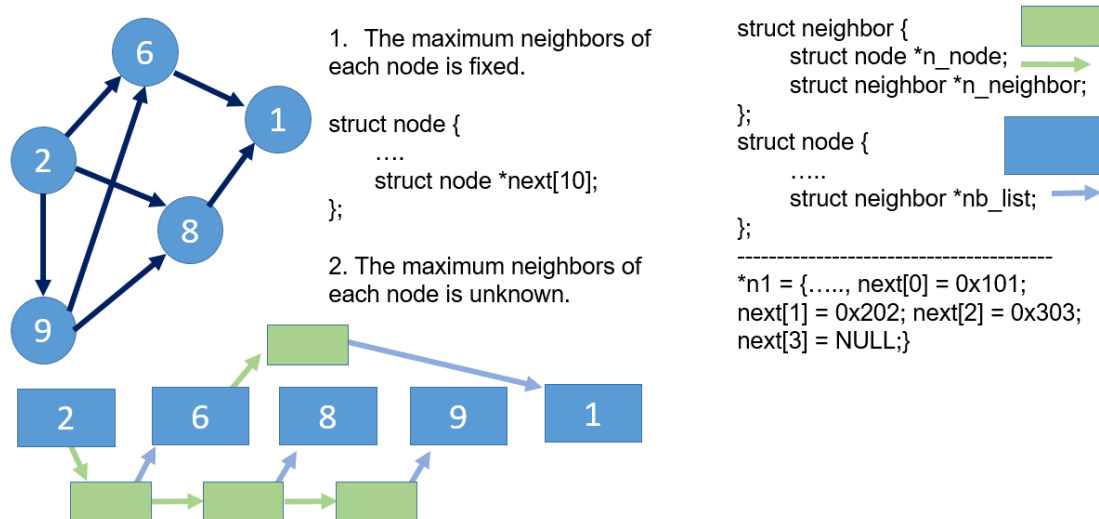 6
1
2
8
9
1. The maximum neighbors of
each node is fixed.
struct node {
….
struct node *next[10];
};
2. The maximum neighbors of
each node is unknown.
2
6
8
9
1
struct neighbor {
struct node *n_node;
struct neighbor *n_neighbor;
};
struct node {
…..
struct neighbor *nb_list;
};
-----------------------------------------
*n1 = {….., next[0] = 0x101;
next[1] = 0x202; next[2] = 0x303;
next[3] = NULL;}